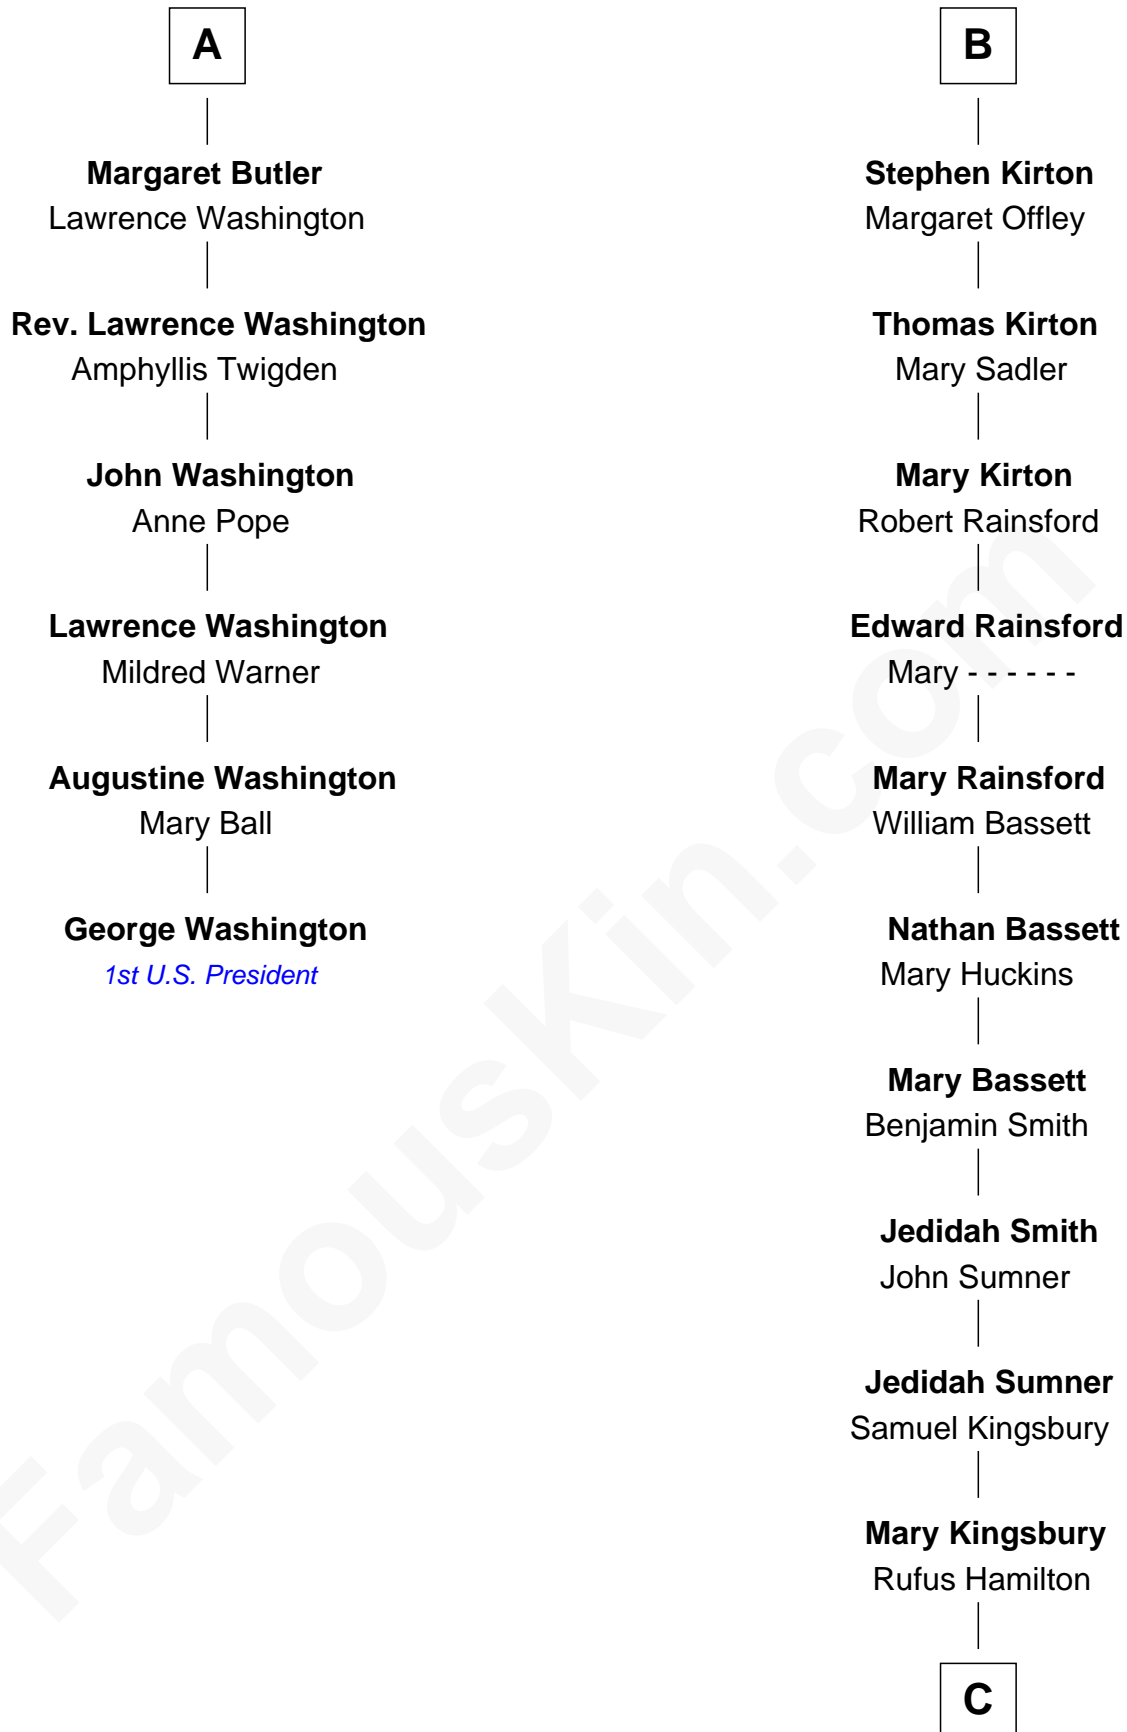 A
Margaret Butler
Lawrence Washington
Rev. Lawrence Washington
Amphyllis Twigden
John Washington
Anne Pope
Lawrence Washington
Mildred Warner
Augustine Washington
Mary Ball
George Washington
1st U.S. President
B
Stephen Kirton
Margaret Offley
Thomas Kirton
Mary Sadler
Mary Kirton
Robert Rainsford
Edward Rainsford
Mary - - - - - -
Mary Rainsford
William Bassett
Nathan Bassett
Mary Huckins
Mary Bassett
Benjamin Smith
Jedidah Smith
John Sumner
Jedidah Sumner
Samuel Kingsbury
Mary Kingsbury
Rufus Hamilton
C
FamousKin.com